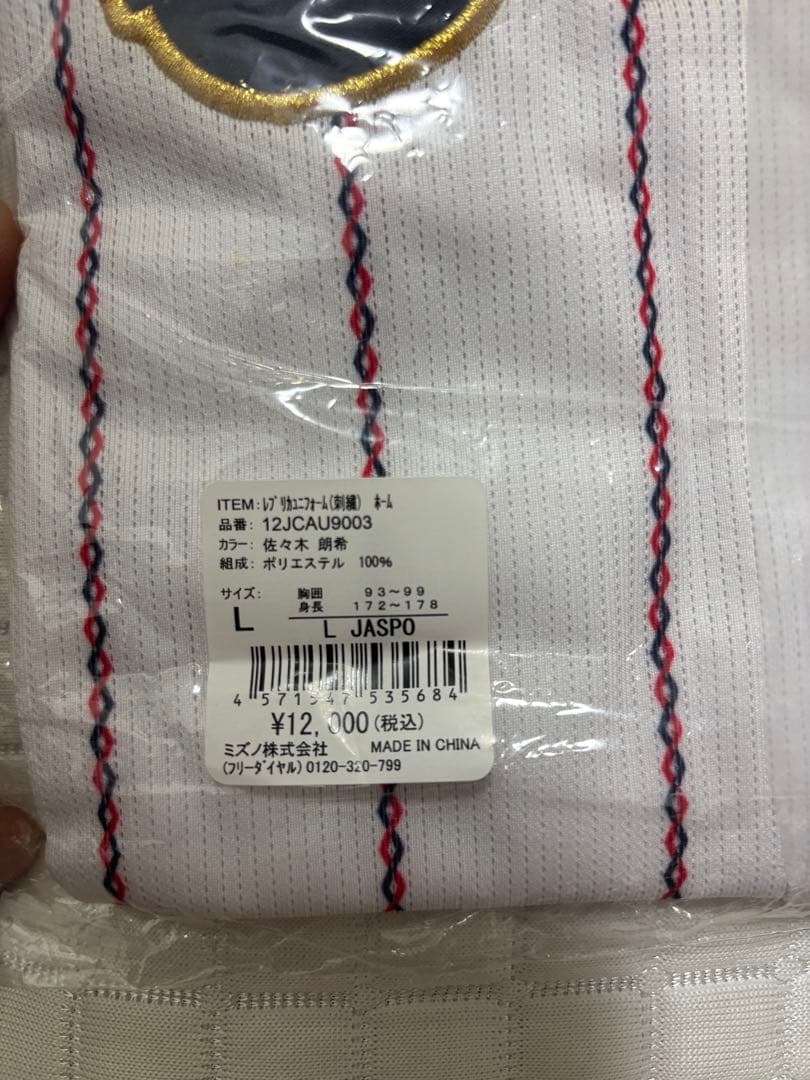 ITEM:ﾚﾌﾟﾘｶﾕﾆﾌｫｰﾑ(刺繍) ﾎｰﾑ
品番: 12JCAU9003
カラー: 佐々木 朗希
組成: ポリエステル 100%
サイズ: 胸囲 93～99
L 身長 172～178
L JASPO
4 571547 535684
¥12,000(税込)
ミズノ株式会社 MADE IN CHINA
(フリーダイヤル) 0120-320-799